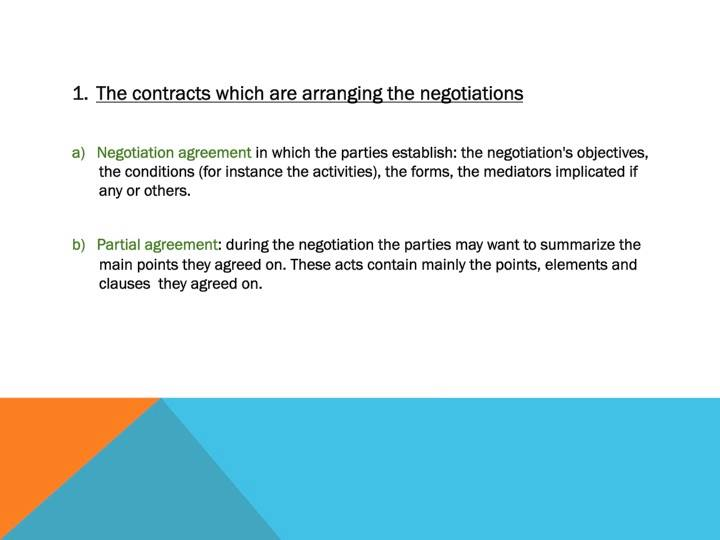 1. The contracts which are arranging the negotiations
a) Negotiation agreement in which the parties establish: the negotiation's objectives,
the conditions (for instance the activities), the forms, the mediators implicated if
any or others.
b) Partial agreement: during the negotiation the parties may want to summarize the
main points they agreed on. These acts contain mainly the points, elements and
clauses  they agreed on.